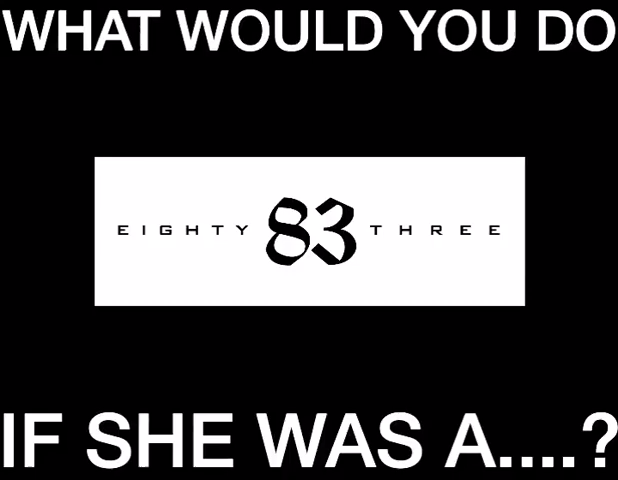 WHAT WOULD YOU DO
EIGHTY 83 THREE
IF SHE WAS A....?